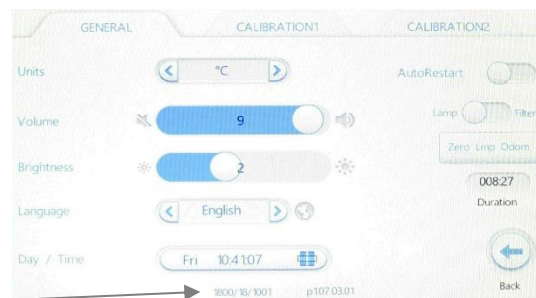 GENERAL CALIBRATION1 CALIBRATION2
Units °C AutoRestart
Volume 9 Lamp Filter
Zero Lmp Odom
Brightness 2 008:27
Duration
Language English
Day / Time Fri 10:41:07
Back
1800/18/1001 p107.03.01